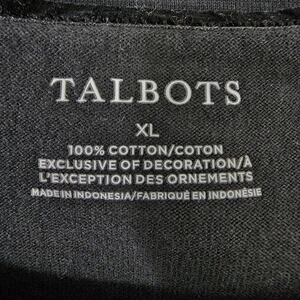 TALBOTS
XL
100% COTTON/COTON
EXCLUSIVE OF DECORATION/À
L'EXCEPTION DES ORNEMENTS
MADE IN INDONESIA/FABRIQUÉ EN INDONÉSIE